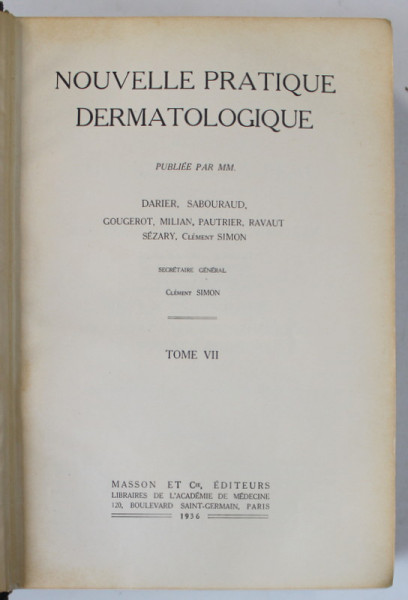 NOUVELLE PRATIQUE
DERMATOLOGIQUE
PUBLIÉE PAR MM.
DARIER, SABOURAUD,
GOUGEROT, MILIAN, PAUTRIER, RAVAUT
SÉZARY, Clément SIMON
SECRÉTAIRE GÉNÉRAL
Clément SIMON
TOME VII
MASSON ET Cie, ÉDITEURS
LIBRAIRES DE L'ACADÉMIE DE MÉDECINE
120, BOULEVARD SAINT-GERMAIN, PARIS
1936